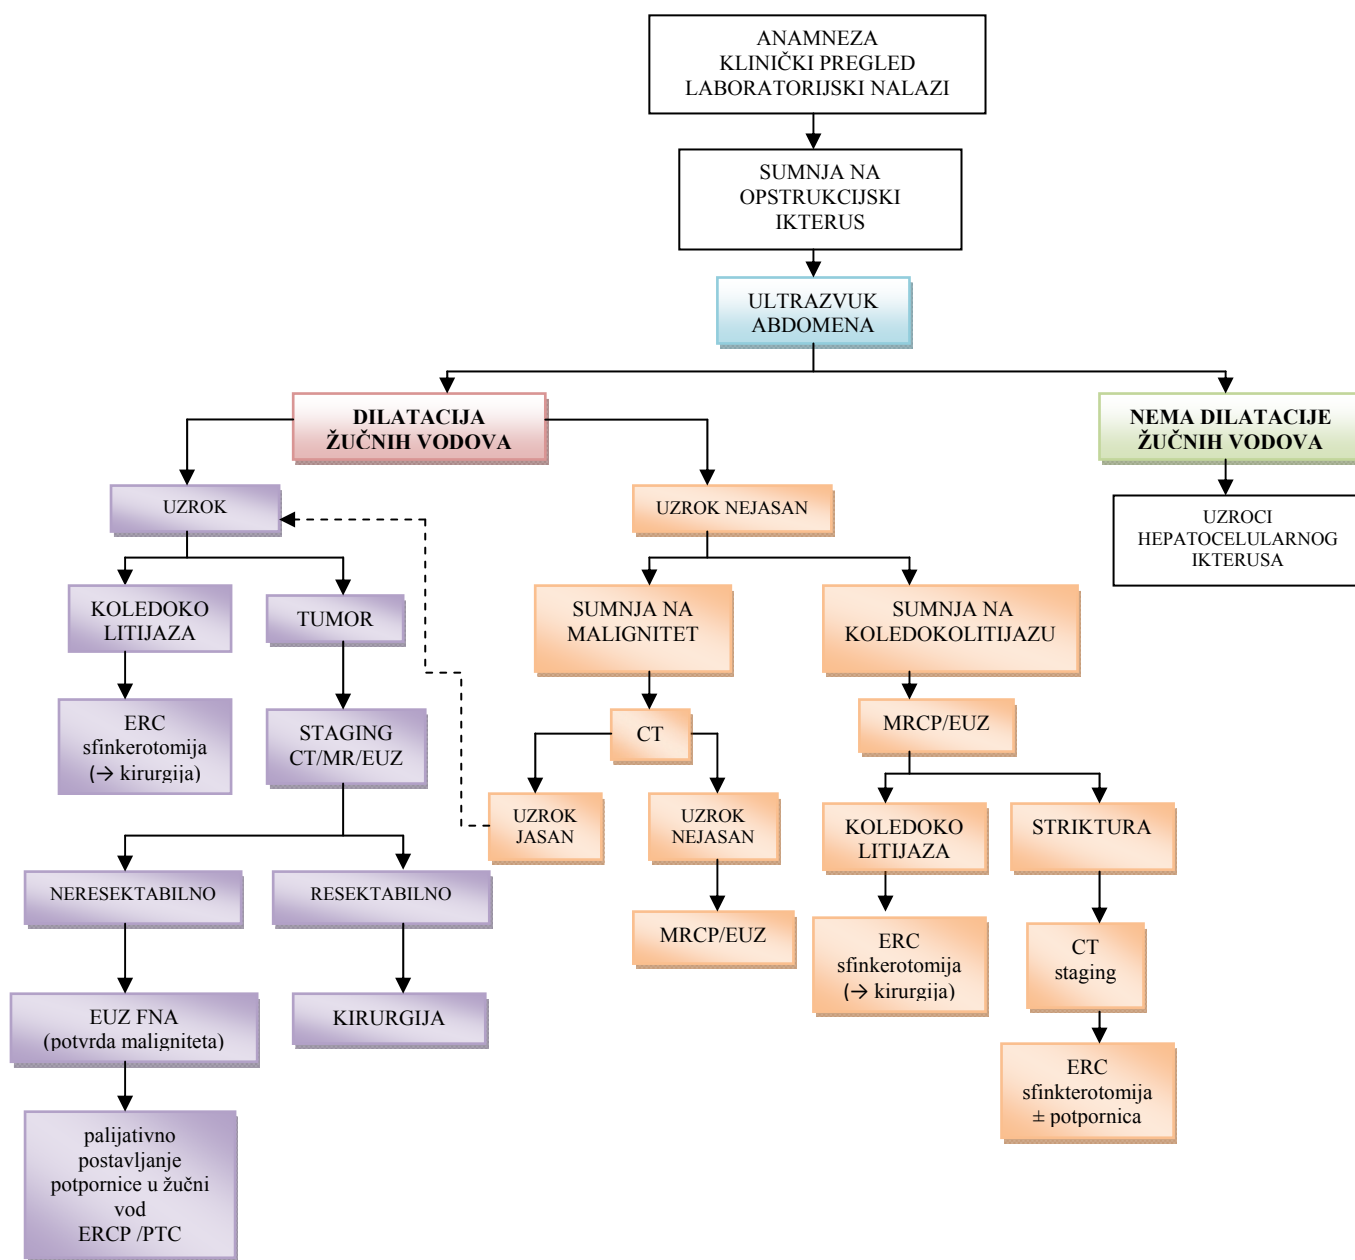 ANAMNEZA
KLINIČKI PREGLED
LABORATORIJSKI NALAZI
SUMNJA NA
OPSTRUKCIJSKI
IKTERUS
ULTRAZVUK
ABDOMENA
DILATACIJA
ŽUČNIH VODOVA
NEMA DILATACIJE
ŽUČNIH VODOVA
UZROK
UZROK NEJASAN
UZROCI
HEPATOCELULARNOG
IKTERUSA
KOLEDOKO
LITIJAZA
TUMOR
SUMNJA NA
MALIGNITET
SUMNJA NA
KOLEDOKOLITIJAZU
ERC
sfinkerotomija
(→ kirurgija)
STAGING
CT/MR/EUZ
CT
MRCP/EUZ
UZROK
JASAN
UZROK
NEJASAN
KOLEDOKO
LITIJAZA
STRIKTURA
NERESEKTABILNO
RESEKTABILNO
MRCP/EUZ
ERC
sfinkerotomija
(→ kirurgija)
CT
staging
EUZ FNA
(potvrda maligniteta)
KIRURGIJA
ERC
sfinkterotomija
± potpornica
palijativno
postavljanje
potpornice u žučni
vod
ERCP /PTC